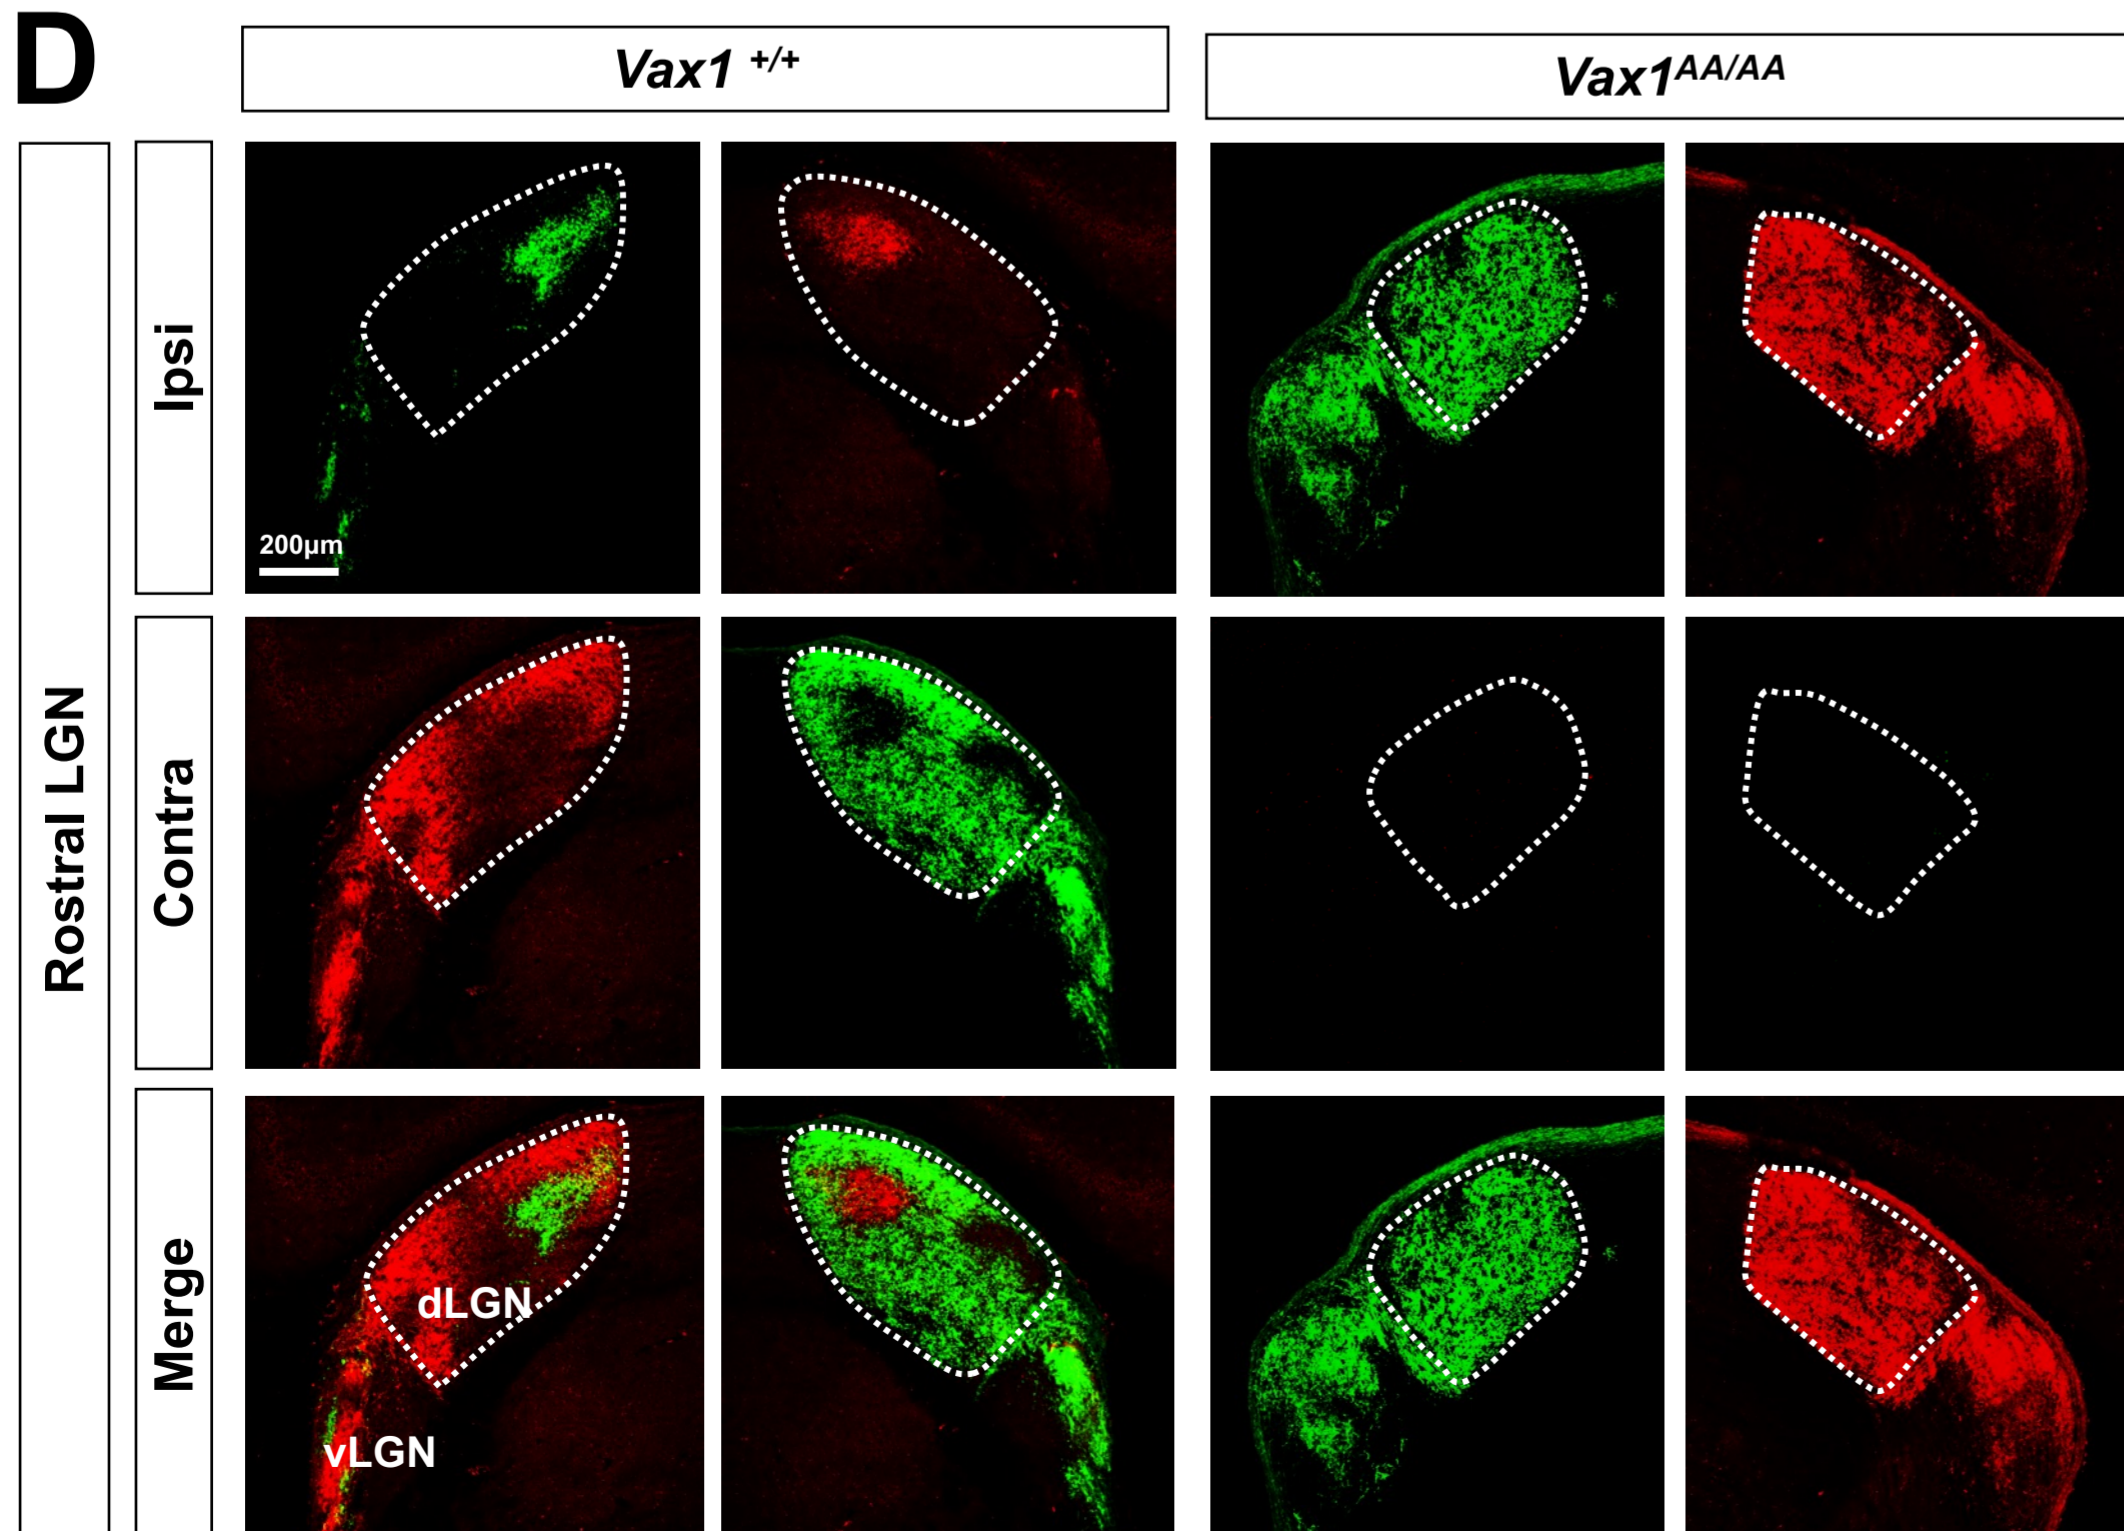 D
Vax1 +/+
Vax1AA/AA
Rostral LGN
Ipsi
200µm
Contra
Merge
dLGN
vLGN